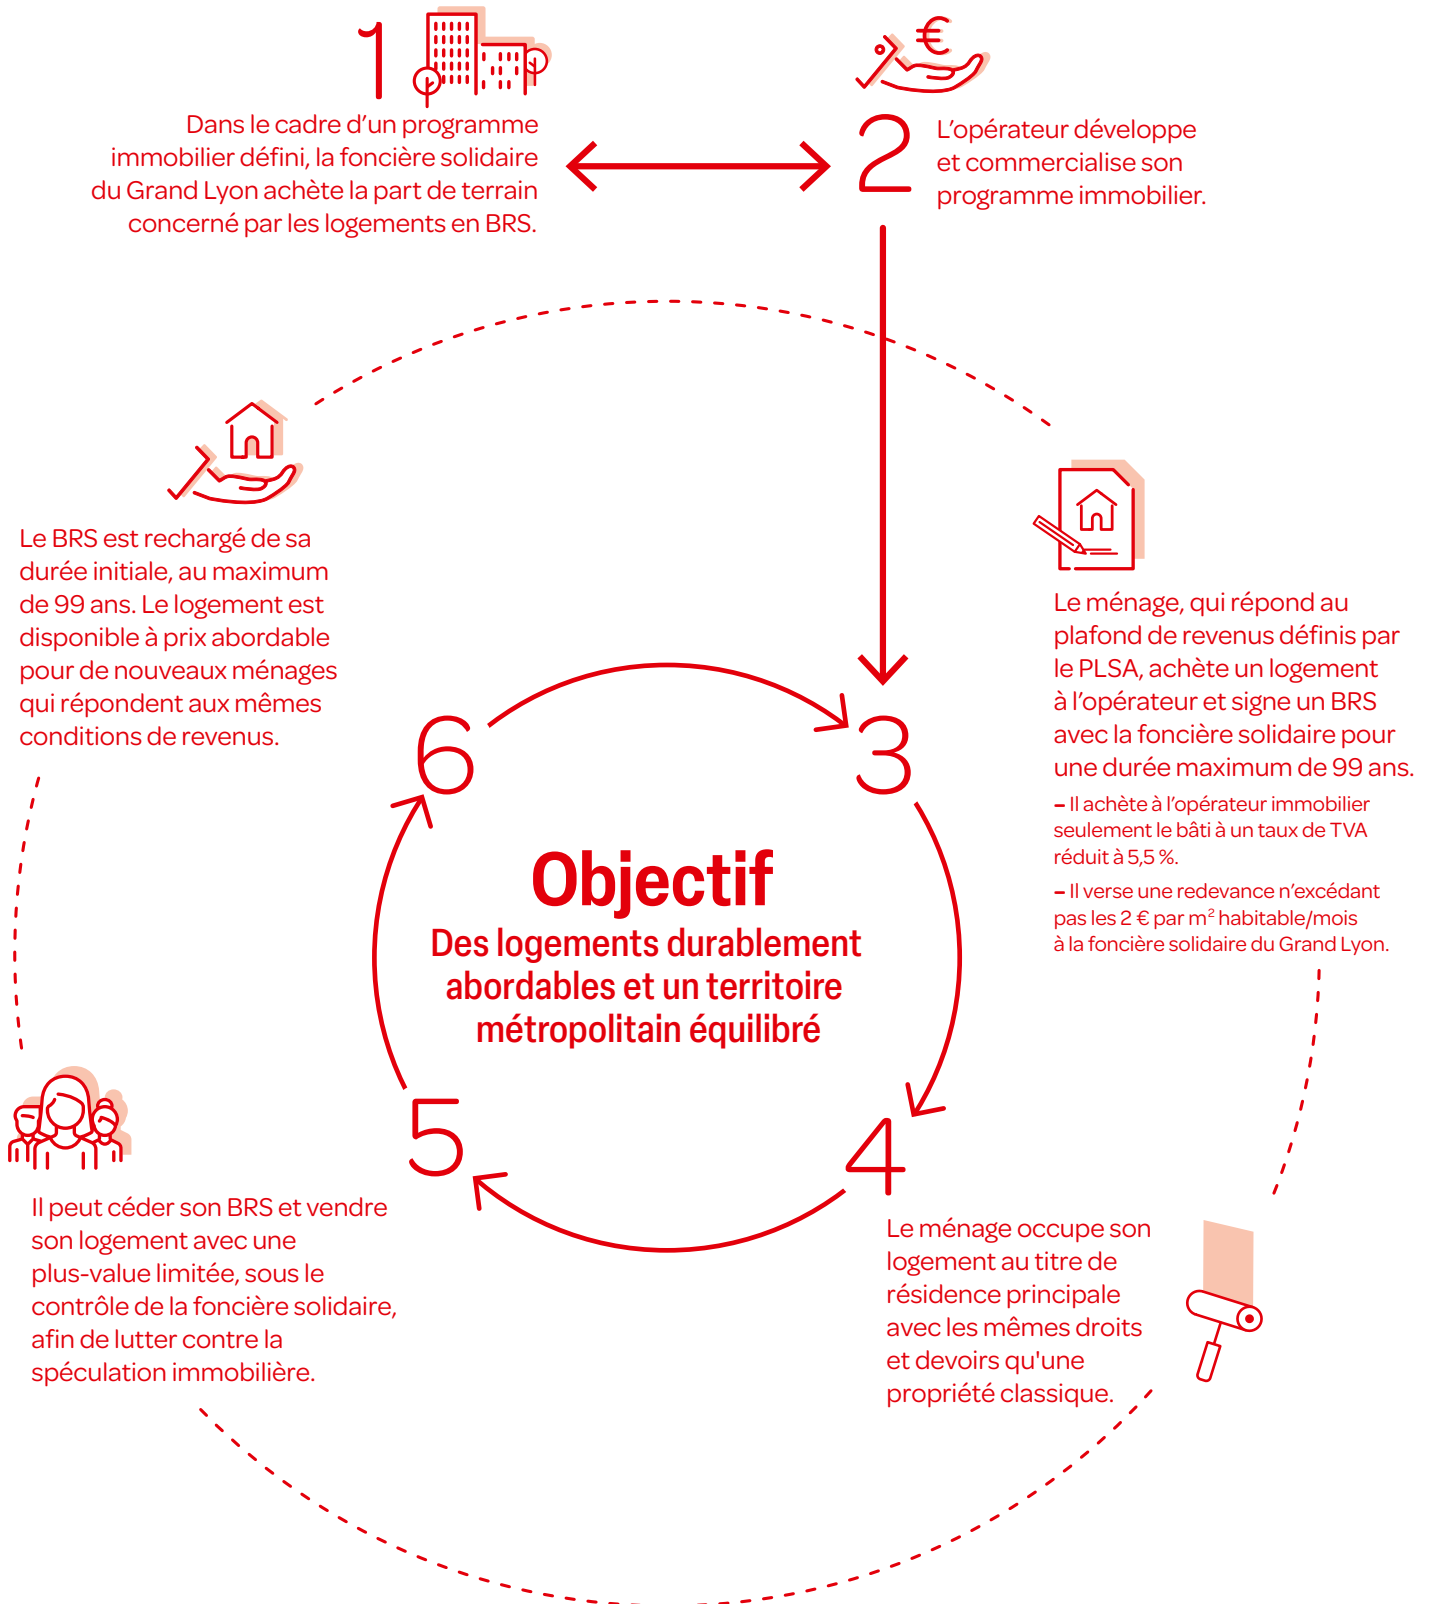 1
Dans le cadre d’un programme
immobilier défini, la foncière solidaire
du Grand Lyon achète la part de terrain
concerné par les logements en BRS.
€
2
L’opérateur développe
et commercialise son
programme immobilier.
3
Le ménage, qui répond au
plafond de revenus définis par
le PLSA, achète un logement
à l’opérateur et signe un BRS
avec la foncière solidaire pour
une durée maximum de 99 ans.
– Il achète à l’opérateur immobilier
seulement le bâti à un taux de TVA
réduit à 5,5 %.
– Il verse une redevance n’excédant
pas les 2 € par m² habitable/mois
à la foncière solidaire du Grand Lyon.
4
Le ménage occupe son
logement au titre de
résidence principale
avec les mêmes droits
et devoirs qu'une
propriété classique.
5
Il peut céder son BRS et vendre
son logement avec une
plus-value limitée, sous le
contrôle de la foncière solidaire,
afin de lutter contre la
spéculation immobilière.
6
Le BRS est rechargé de sa
durée initiale, au maximum
de 99 ans. Le logement est
disponible à prix abordable
pour de nouveaux ménages
qui répondent aux mêmes
conditions de revenus.
Objectif
Des logements durablement
abordables et un territoire
métropolitain équilibré